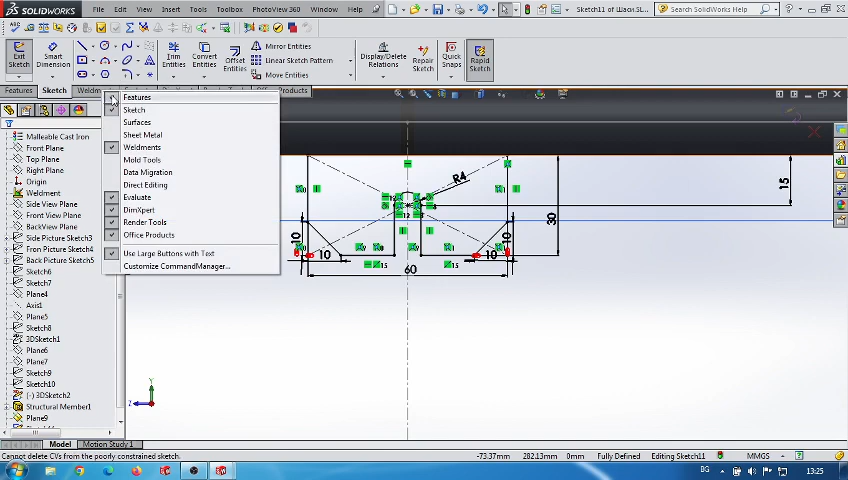 SOLIDWORKS File Edit View Insert Tools Toolbox PhotoView 360 Window Help Sketch11 of Шаси.SL... Search SolidWorks Help
Exit Sketch
Smart Dimension
Trim Entities
Convert Entities
Offset Entities
Mirror Entities
Linear Sketch Pattern
Move Entities
Display/Delete Relations
Repair Sketch
Quick Snaps
Rapid Sketch
Features Sketch
Features
Sketch
Surfaces
Sheet Metal
Weldments
Mold Tools
Data Migration
Direct Editing
Evaluate
DimXpert
Render Tools
Office Products
Use Large Buttons with Text
Customize CommandManager...
Malleable Cast Iron
Front Plane
Top Plane
Right Plane
Origin
Weldment
Side View Plane
FrontView Plane
BackView Plane
Side Picture Sketch3
Fron Picture Sketch4
Back Picture Sketch5
Sketch6
Sketch7
Plane4
Axis1
Plane5
Sketch8
3DSketch1
Plane6
Plane7
Sketch9
Sketch10
(-) 3DSketch2
Structural Member1
Plane9
R4
15
30
10
10
10
10
60
Y
Z
Model Motion Study 1
Cannot delete CVs from the poorly constrained sketch. -73.37mm 282.13mm 0mm Fully Defined Editing Sketch11 MMGS
BG 13:25